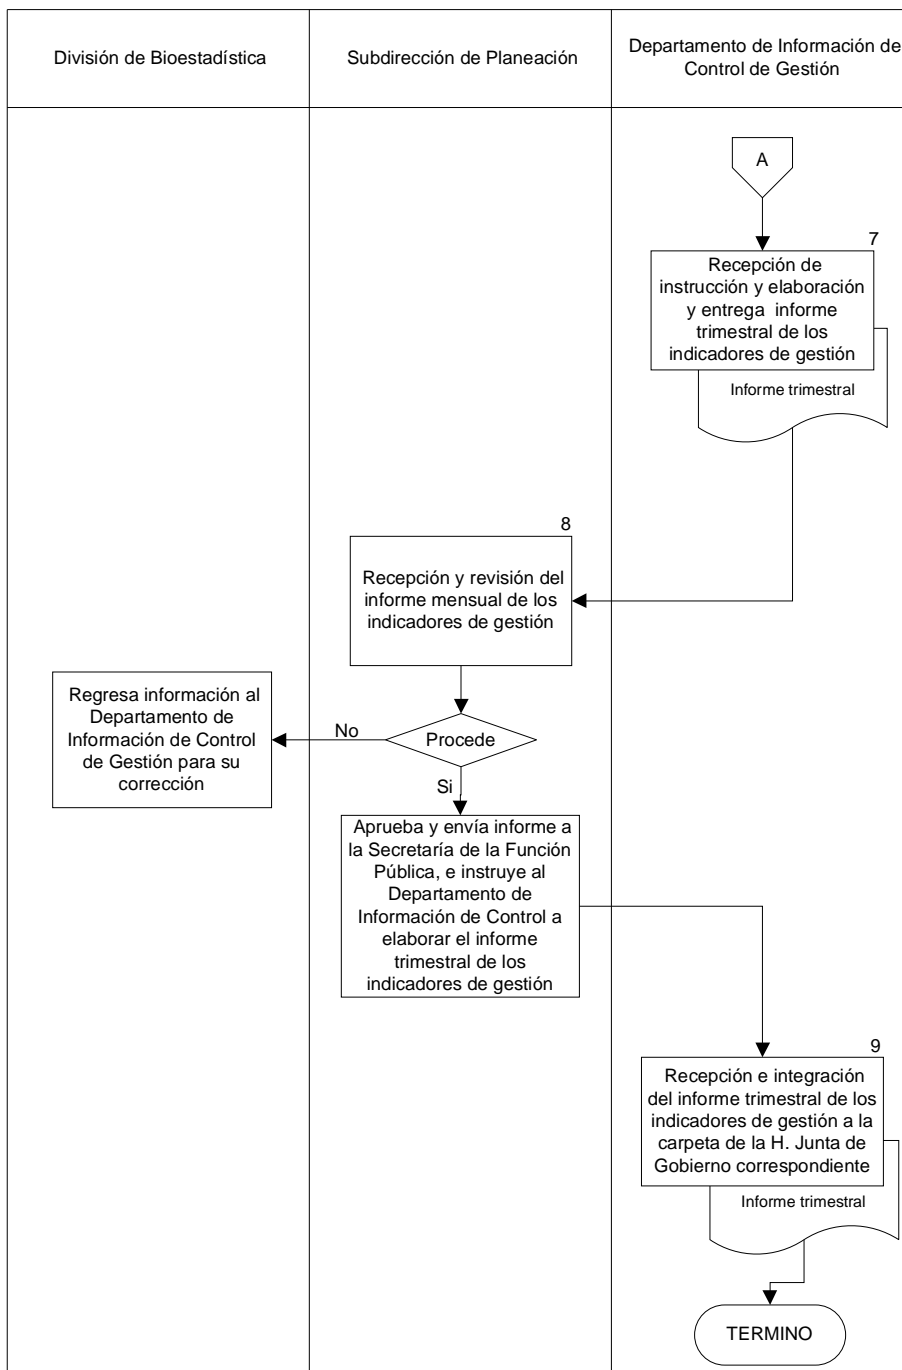 División de Bioestadística
Subdirección de Planeación
Departamento de Información de
Control de Gestión
A
7
Recepción de
instrucción y elaboración
y entrega informe
trimestral de los
indicadores de gestión
Informe trimestral
8
Recepción y revisión del
informe mensual de los
indicadores de gestión
Regresa información al
Departamento de
Información de Control
de Gestión para su
corrección
No
Procede
Si
Aprueba y envía informe a
la Secretaría de la Función
Pública, e instruye al
Departamento de
Información de Control a
elaborar el informe
trimestral de los
indicadores de gestión
9
Recepción e integración
del informe trimestral de los
indicadores de gestión a la
carpeta de la H. Junta de
Gobierno correspondiente
Informe trimestral
TERMINO